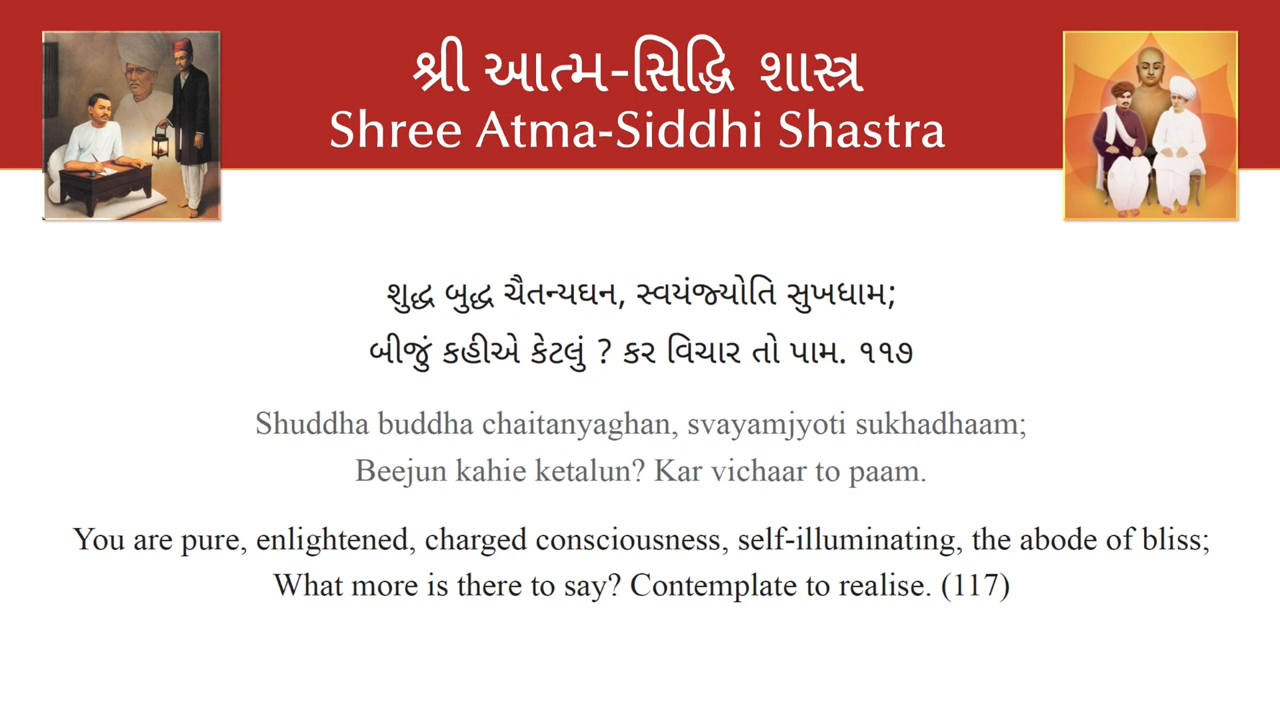 શ્રી આત્મ-સિદ્ધિ શાસ્ત્ર
Shree Atma-Siddhi Shastra
શુદ્ધ બુદ્ધ ચૈતન્યઘન, સ્વયંજ્યોતિ સુખધામ;
બીજું કહીએ કેટલું ? કર વિચાર તો પામ. ૧૧૭
Shuddha buddha chaitanyaghan, svayamjyoti sukhadhaam;
Beejun kahie ketalun? Kar vichaar to paam.
You are pure, enlightened, charged consciousness, self-illuminating, the abode of bliss;
What more is there to say? Contemplate to realise. (117)